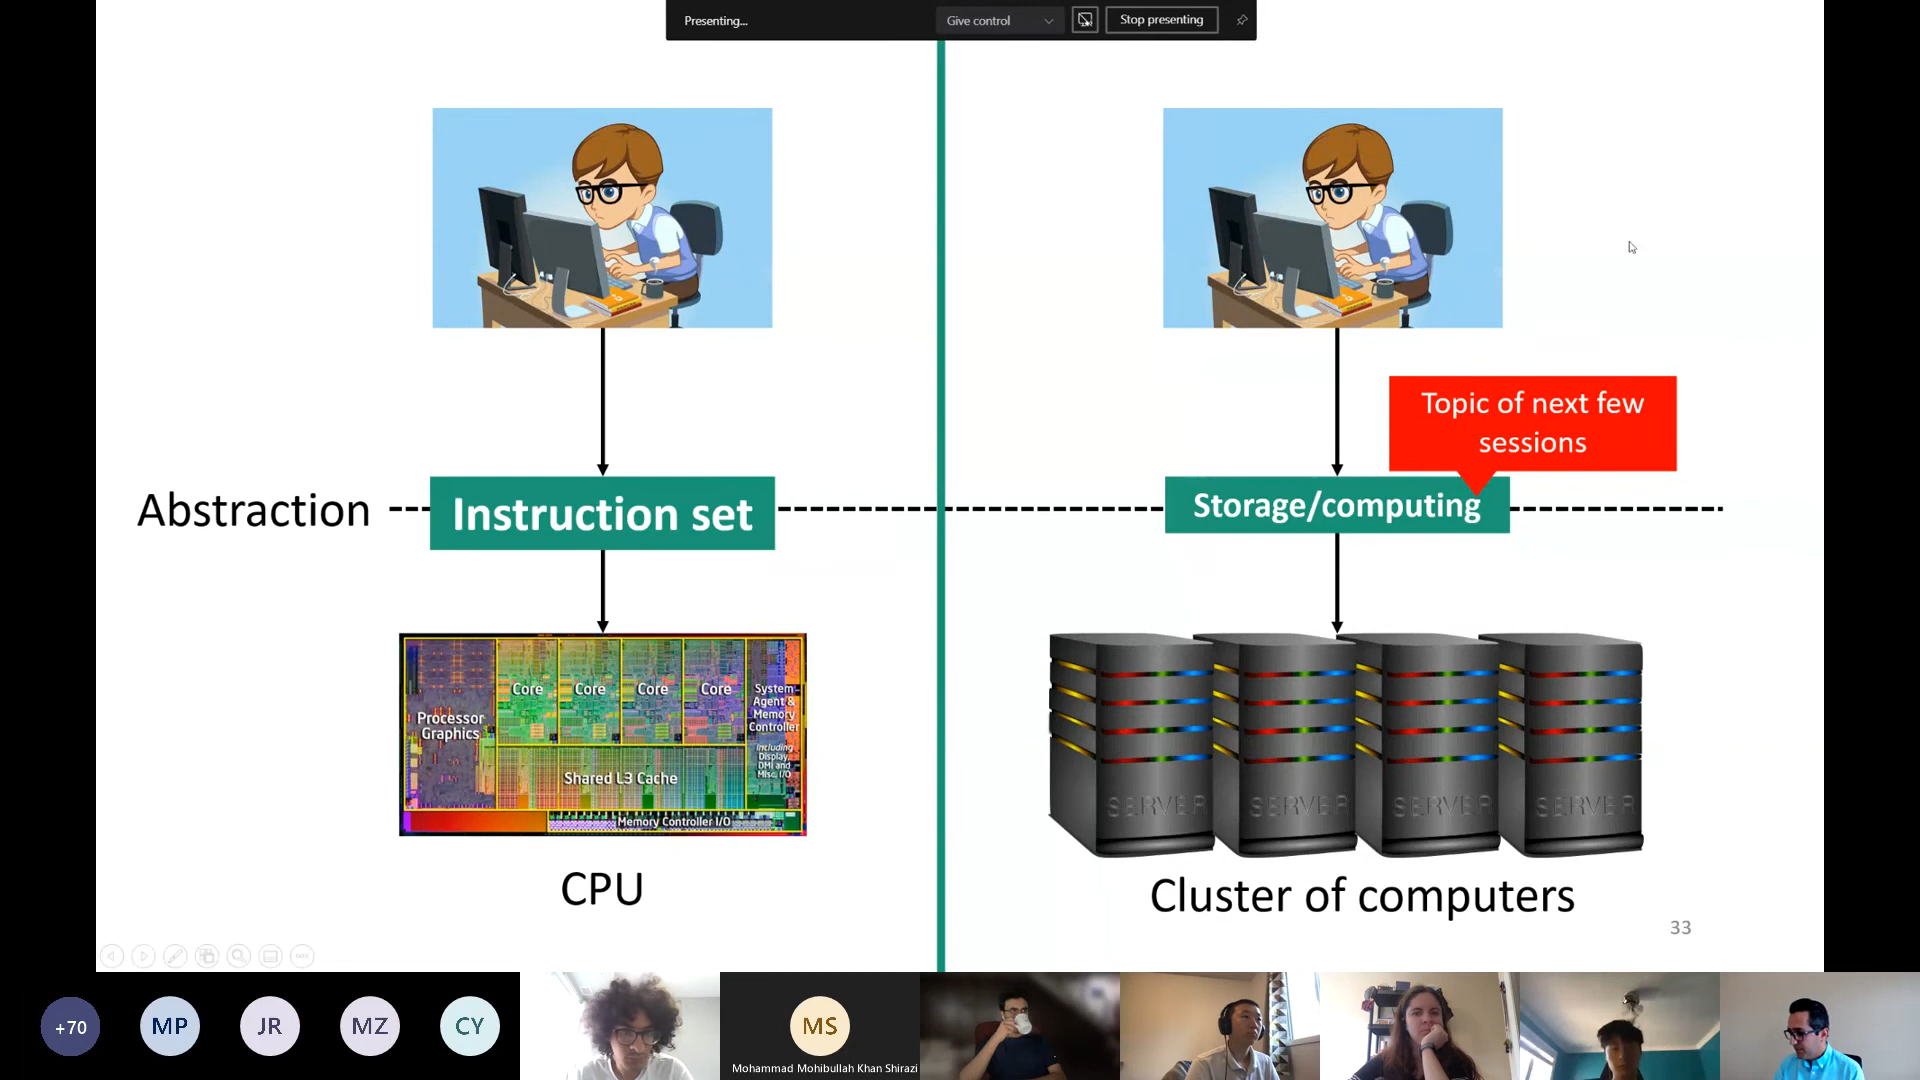 Presenting...
Give control
Stop presenting
Topic of next few
sessions
Abstraction
Instruction set
Storage/computing
Processor
Graphics
Core
Core
Core
Core
System
Agent &
Memory
Controller
Including
Display,
DMI and
Misc. I/O
Shared L3 Cache
Memory Controller I/O
SERVER
SERVER
SERVER
SERVER
CPU
Cluster of computers
33
+70
MP
JR
MZ
CY
MS
Mohammad Mohibullah Khan Shirazi